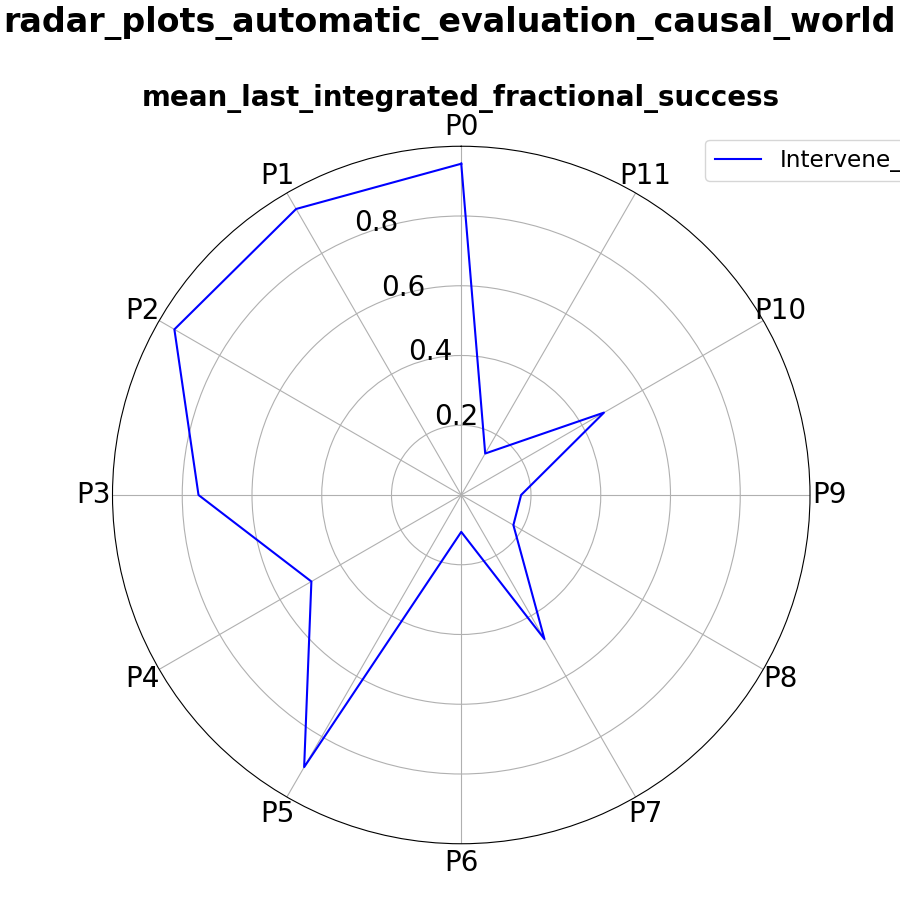 radar_plots_automatic_evaluation_causal_world
mean_last_integrated_fractional_success
P0
P1
P11
Intervene_
0.8
P2
0.6
P10
0.4
0.2
P3
P9
P4
P8
P5
P7
P6